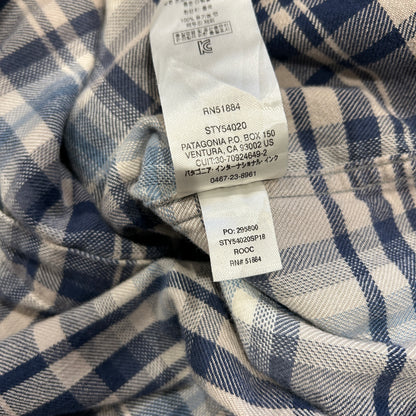 RN51884
STY54020
PATAGONIA P.O. BOX 150
VENTURA, CA 93002 US
CUIT:30-70924649-2
パタゴニア・インターナショナル・インク
0467-23-8961
PO: 295800
STY54020SP18
ROOC
RN# 51884